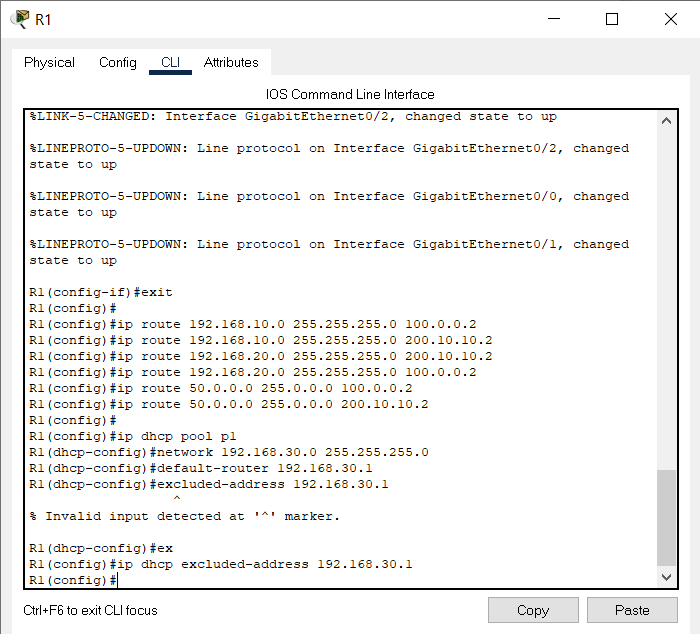 R1
Physical Config CLI Attributes
IOS Command Line Interface
%LINK-5-CHANGED: Interface GigabitEthernet0/2, changed state to up
%LINEPROTO-5-UPDOWN: Line protocol on Interface GigabitEthernet0/2, changed
state to up
%LINEPROTO-5-UPDOWN: Line protocol on Interface GigabitEthernet0/0, changed
state to up
%LINEPROTO-5-UPDOWN: Line protocol on Interface GigabitEthernet0/1, changed
state to up
R1(config-if)#exit
R1(config)#
R1(config)#ip route 192.168.10.0 255.255.255.0 100.0.0.2
R1(config)#ip route 192.168.10.0 255.255.255.0 200.10.10.2
R1(config)#ip route 192.168.20.0 255.255.255.0 200.10.10.2
R1(config)#ip route 192.168.20.0 255.255.255.0 100.0.0.2
R1(config)#ip route 50.0.0.0 255.0.0.0 100.0.0.2
R1(config)#ip route 50.0.0.0 255.0.0.0 200.10.10.2
R1(config)#
R1(config)#ip dhcp pool p1
R1(dhcp-config)#network 192.168.30.0 255.255.255.0
R1(dhcp-config)#default-router 192.168.30.1
R1(dhcp-config)#excluded-address 192.168.30.1
^
% Invalid input detected at '^' marker.
R1(dhcp-config)#ex
R1(config)#ip dhcp excluded-address 192.168.30.1
R1(config)#
Ctrl+F6 to exit CLI focus
Copy Paste